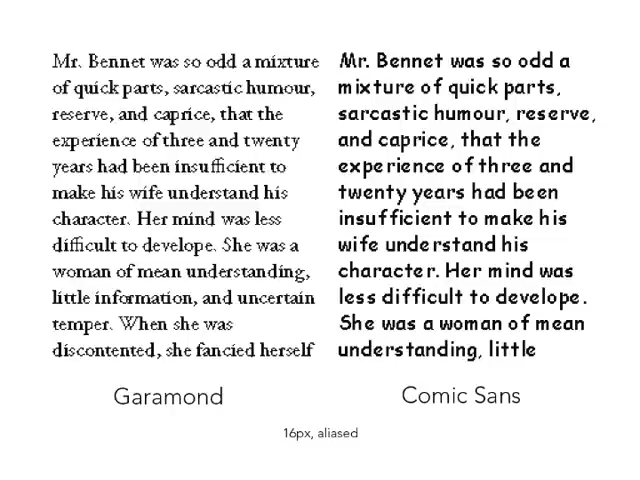 Mr. Bennet was so odd a mixture
of quick parts, sarcastic humour,
reserve, and caprice, that the
experience of three and twenty
years had been insufficient to
make his wife understand his
character. Her mind was less
difficult to develope. She was a
woman of mean understanding,
little information, and uncertain
temper. When she was
discontented, she fancied herself
Garamond
Mr. Bennet was so odd a
mixture of quick parts,
sarcastic humour, reserve,
and caprice, that the
experience of three and
twenty years had been
insufficient to make his
wife understand his
character. Her mind was
less difficult to develope.
She was a woman of mean
understanding, little
Comic Sans
16px, aliased